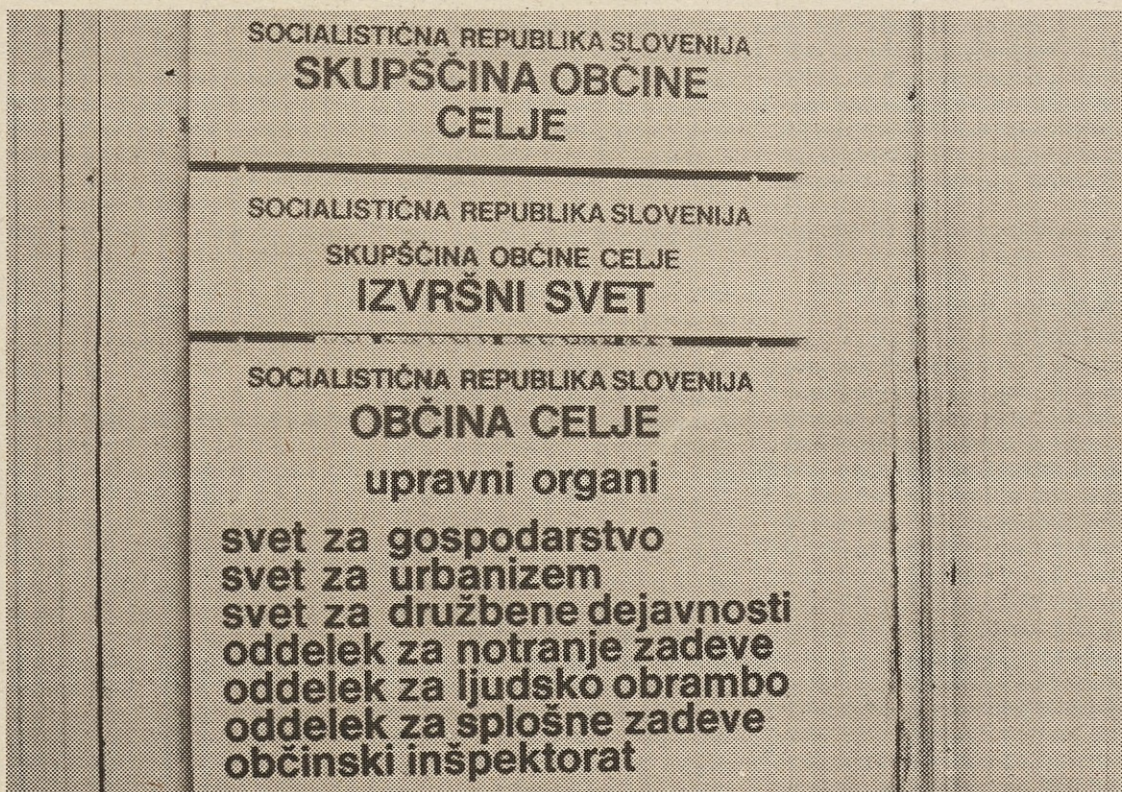 SOCIALISTIČNA REPUBLIKA SLOVENIJA
SKUPŠČINA OBČINE
CELJE
SOCIALISTIČNA REPUBLIKA SLOVENIJA
SKUPŠČINA OBČINE CELJE
IZVRŠNI SVET
SOCIALISTIČNA REPUBLIKA SLOVENIJA
OBČINA CELJE
upravni organi
svet za gospodarstvo
svet za urbanizem
svet za družbene dejavnosti
oddelek za notranje zadeve
oddelek za ljudsko obrambo
oddelek za splošne zadeve
občinski inšpektorat